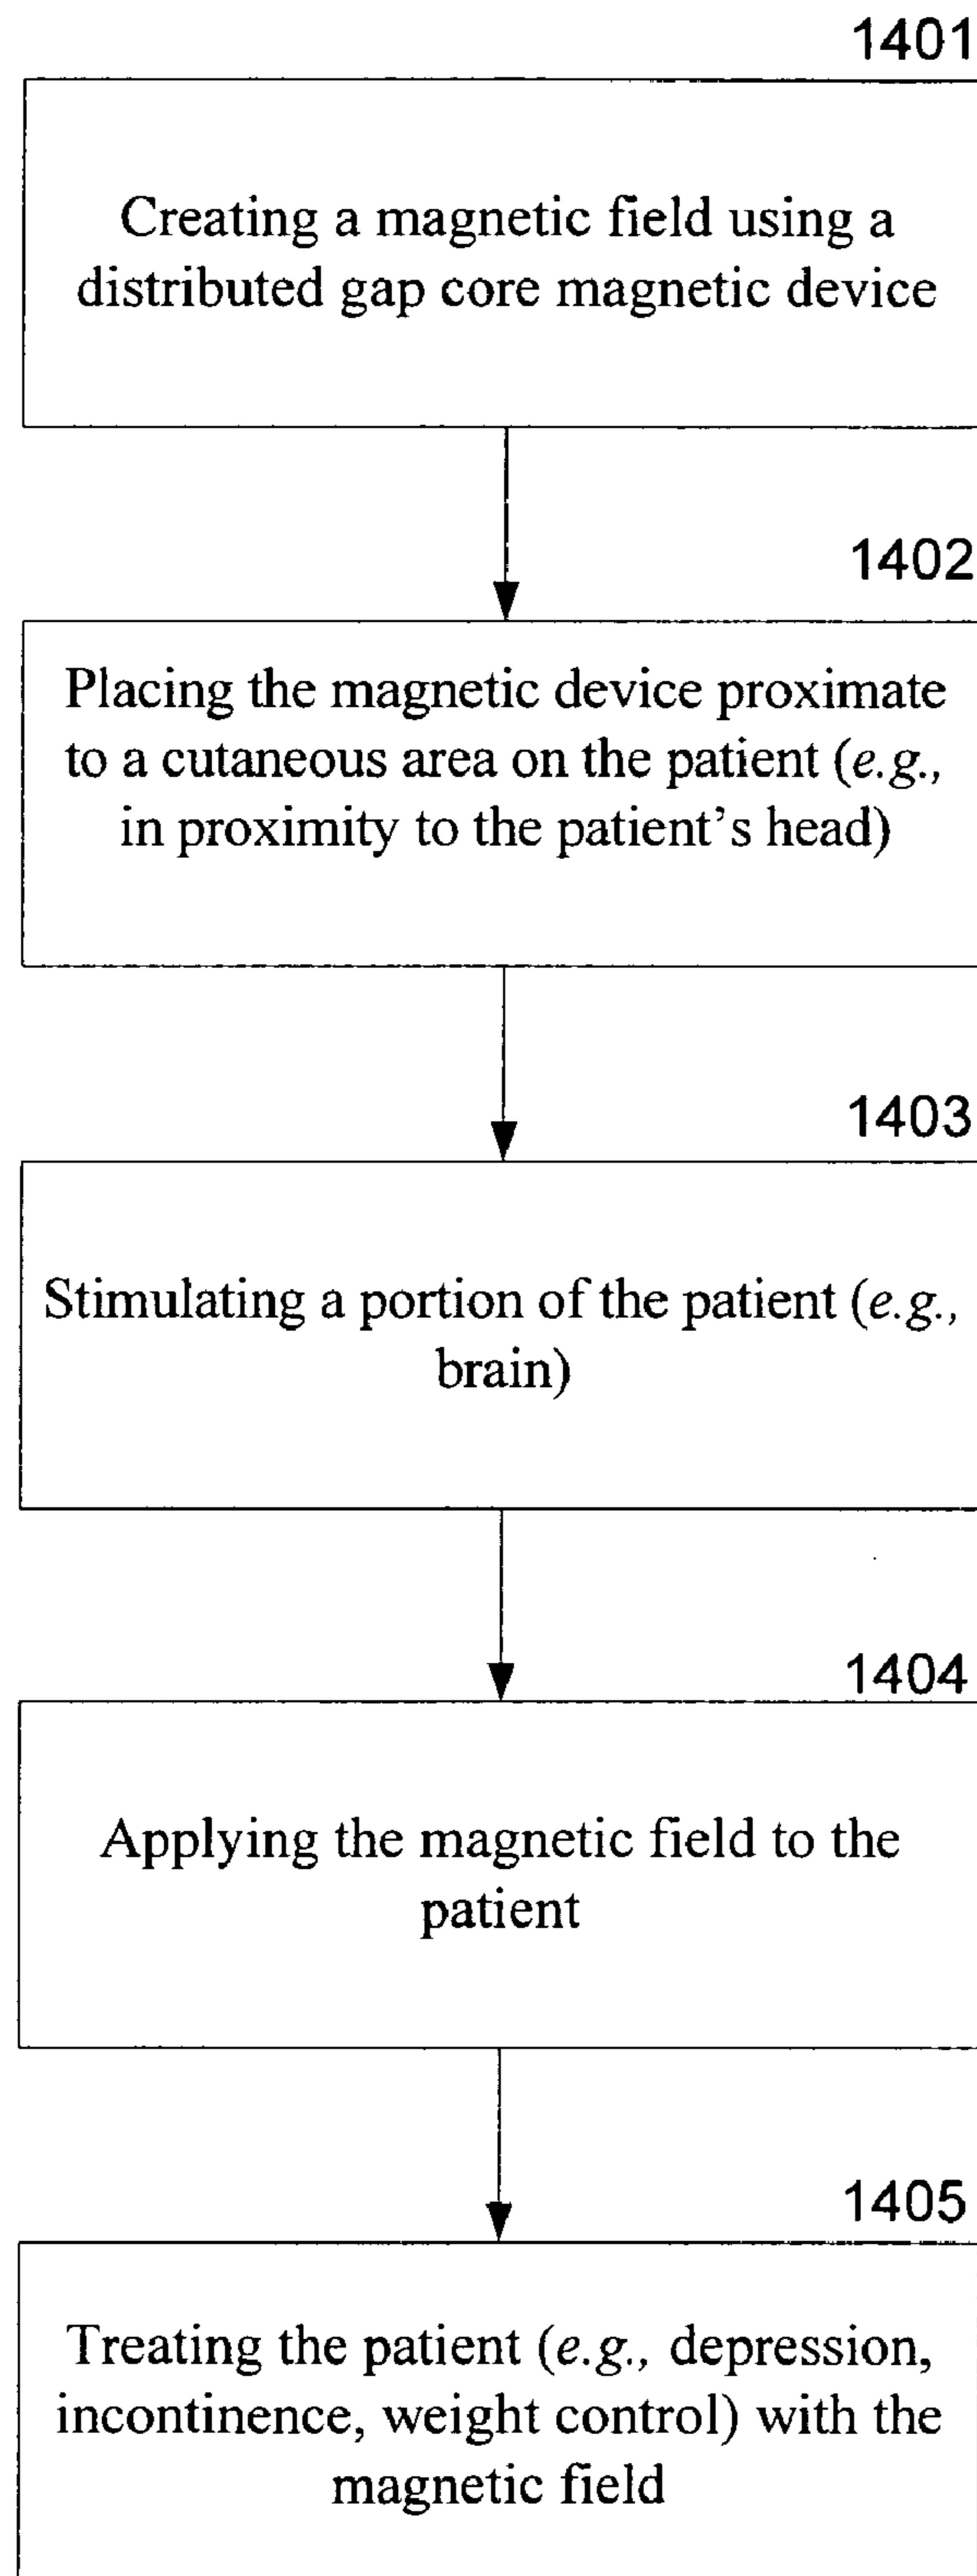 1401
Creating a magnetic field using a
distributed gap core magnetic device
1402
Placing the magnetic device proximate
to a cutaneous area on the patient (e.g.,
in proximity to the patient's head)
1403
Stimulating a portion of the patient (e.g.,
brain)
1404
Applying the magnetic field to the
patient
1405
Treating the patient (e.g., depression,
incontinence, weight control) with the
magnetic field